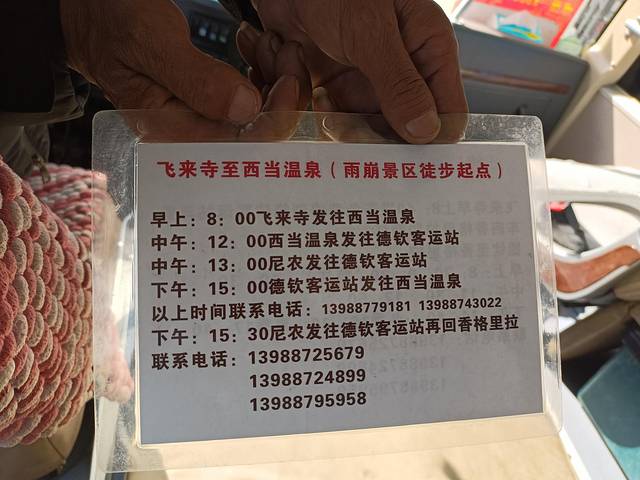 飞来寺至西当温泉（雨崩景区徒步起点）
早上：8：00飞来寺发往西当温泉
中午：12：00西当温泉发往德钦客运站
中午：13：00尼农发往德钦客运站
下午：15：00德钦客运站发往西当温泉
以上时间联系电话：13988779181 13988743022
下午：15：30尼农发往德钦客运站再回香格里拉
联系电话：13988725679
13988724899
13988795958